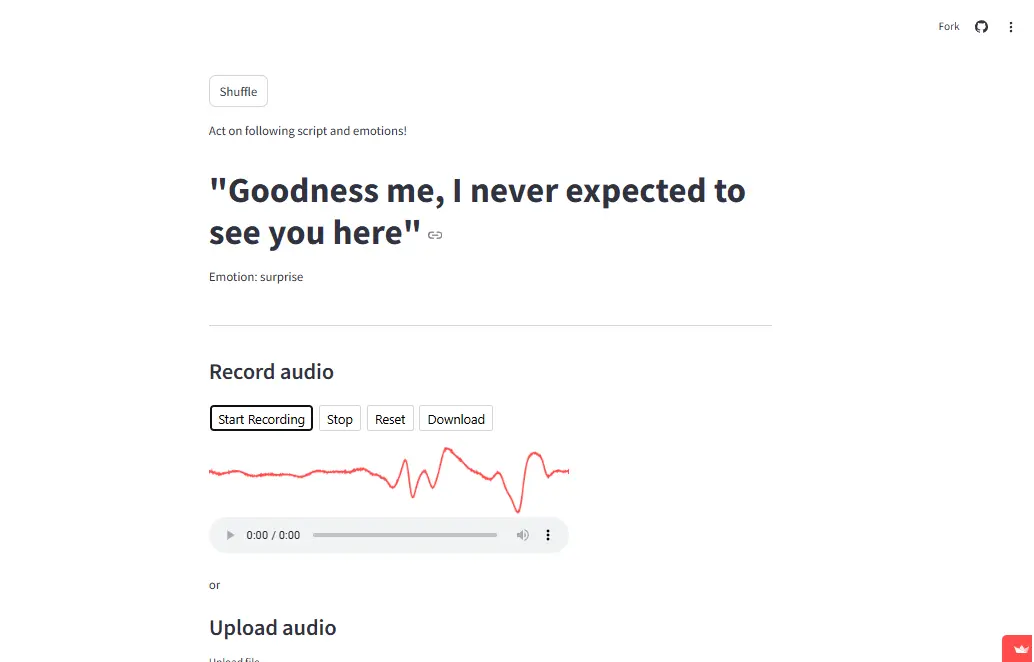 Fork
Shuffle
Act on following script and emotions!
"Goodness me, I never expected to
see you here"
Emotion: surprise
Record audio
Start Recording
Stop
Reset
Download
0:00 / 0:00
or
Upload audio
Upload file